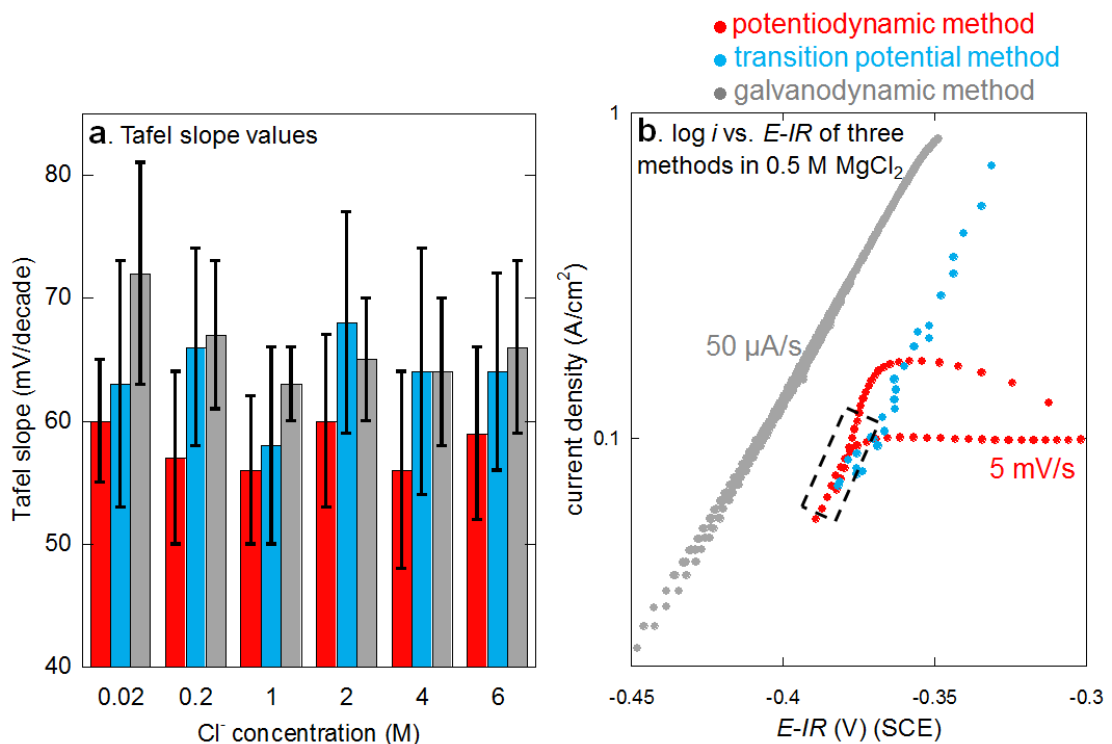 potentiodynamic method
transition potential method
galvanodynamic method
a. Tafel slope values
80
70
60
50
40
Tafel slope (mV/decade)
0.02 0.2 1 2 4 6
Cl⁻ concentration (M)
b. log i vs. E-IR of three
methods in 0.5 M MgCl₂
1
0.1
current density (A/cm²)
50 µA/s
5 mV/s
-0.45 -0.4 -0.35 -0.3
E-IR (V) (SCE)